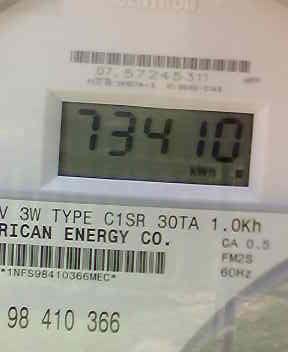 CENTRON
07.57245311
73410
kWh
V 3W TYPE C1SR 30TA 1.0Kh
RICAN ENERGY CO.
CA 0.5
FM2S
60Hz
*1NFS98410366MEC*
98 410 366